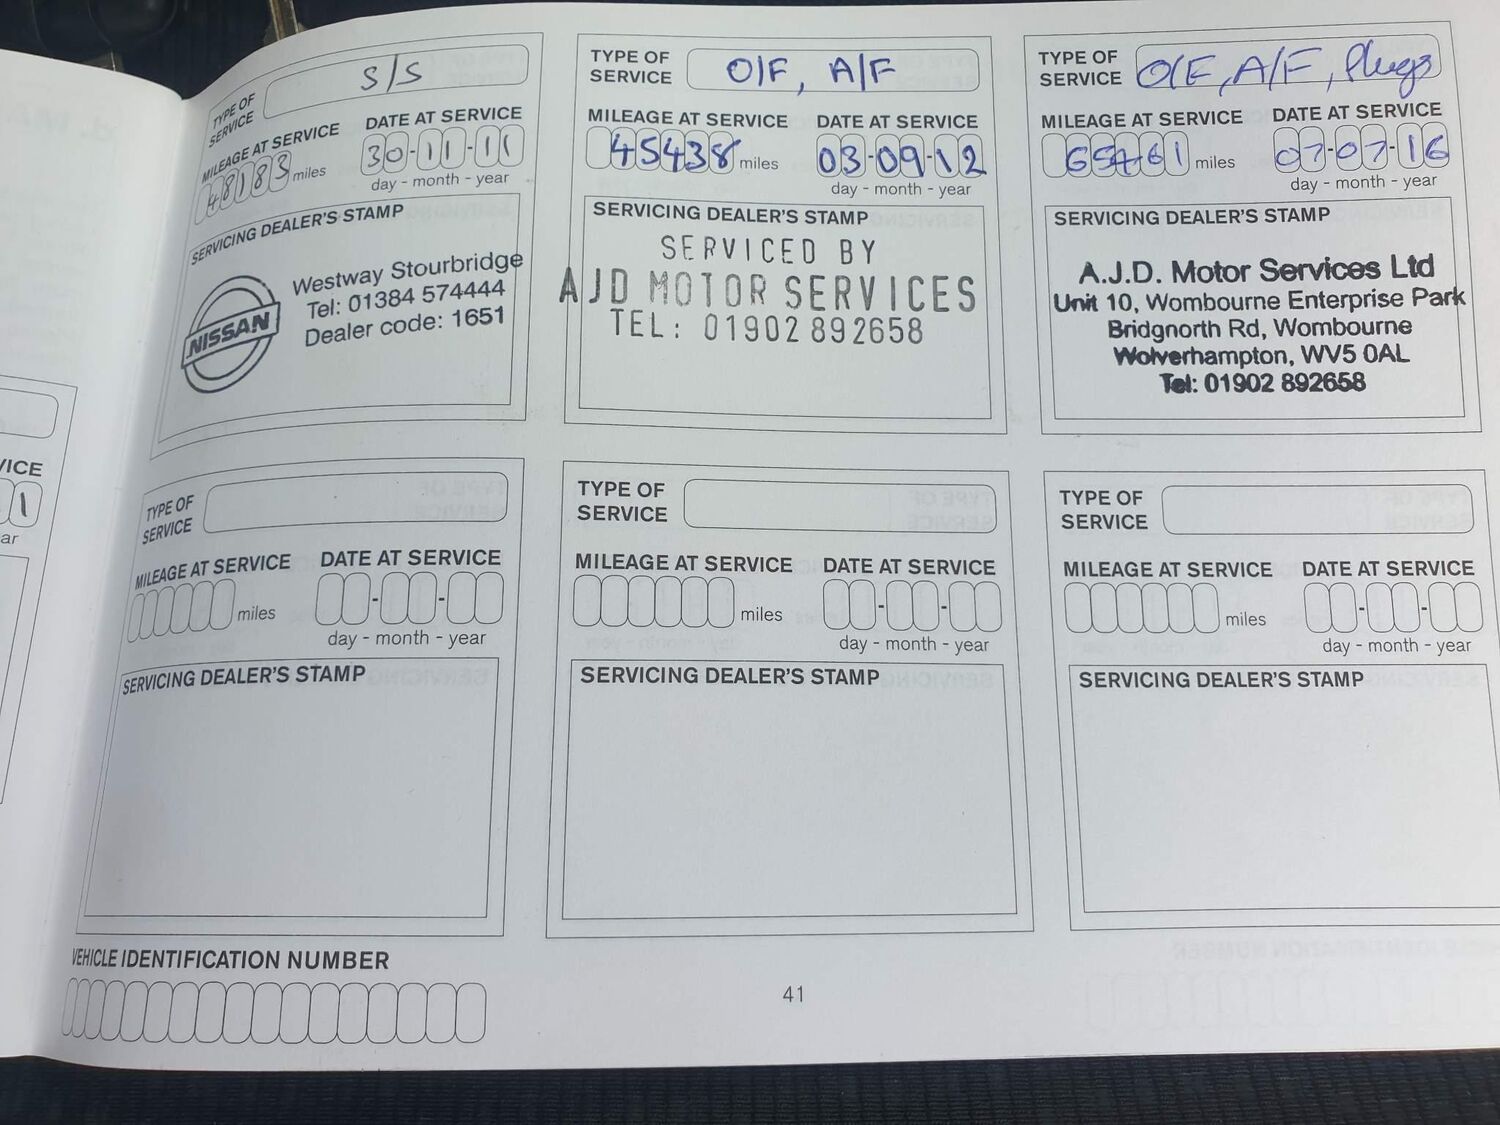 TYPE OF SERVICE S/S
MILEAGE AT SERVICE DATE AT SERVICE
48183 miles 30-11-11
day - month - year
SERVICING DEALER'S STAMP
NISSAN
Westway Stourbridge
Tel: 01384 574444
Dealer code: 1651
TYPE OF SERVICE O/F, A/F
MILEAGE AT SERVICE DATE AT SERVICE
45438 miles 03-09-12
day - month - year
SERVICING DEALER'S STAMP
SERVICED BY
AJD MOTOR SERVICES
TEL: 01902 892658
TYPE OF SERVICE O/F, A/F, Plugs
MILEAGE AT SERVICE DATE AT SERVICE
65461 miles 07-07-16
day - month - year
SERVICING DEALER'S STAMP
A.J.D. Motor Services Ltd
Unit 10, Wombourne Enterprise Park
Bridgnorth Rd, Wombourne
Wolverhampton, WV5 0AL
Tel: 01902 892658
VICE
1
ar
TYPE OF SERVICE
MILEAGE AT SERVICE DATE AT SERVICE
miles - -
day - month - year
SERVICING DEALER'S STAMP
TYPE OF SERVICE
MILEAGE AT SERVICE DATE AT SERVICE
miles - -
day - month - year
SERVICING DEALER'S STAMP
TYPE OF SERVICE
MILEAGE AT SERVICE DATE AT SERVICE
miles - -
day - month - year
SERVICING DEALER'S STAMP
VEHICLE IDENTIFICATION NUMBER
41